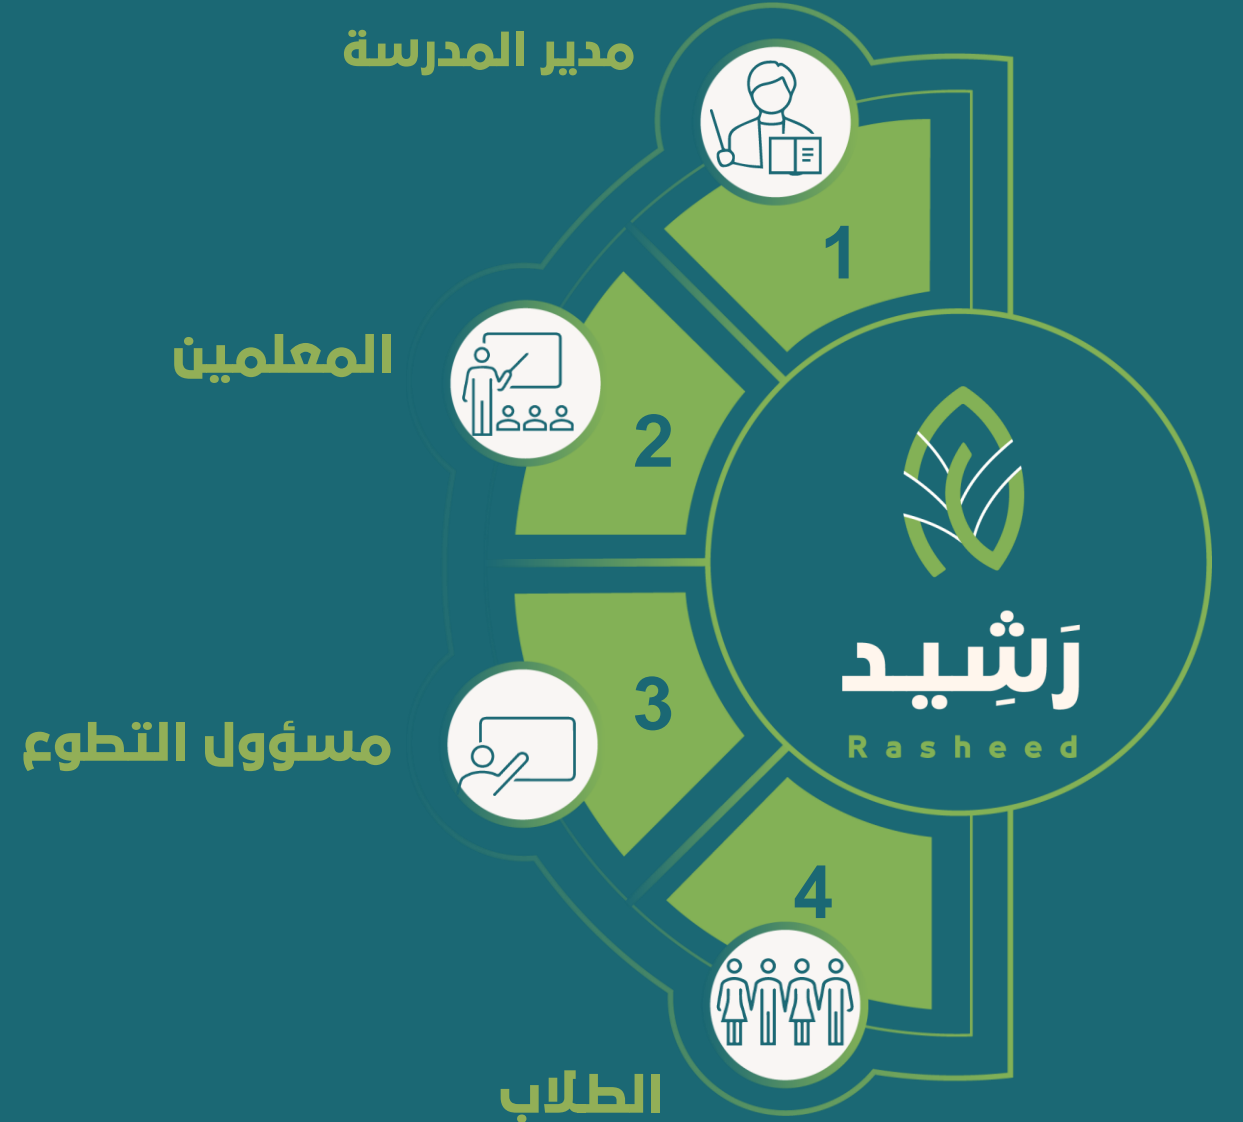 مدير المدرسة
1
المعلمين
2
رَشِيد
Rasheed
3
مسؤول التطوع
4
الطلاب